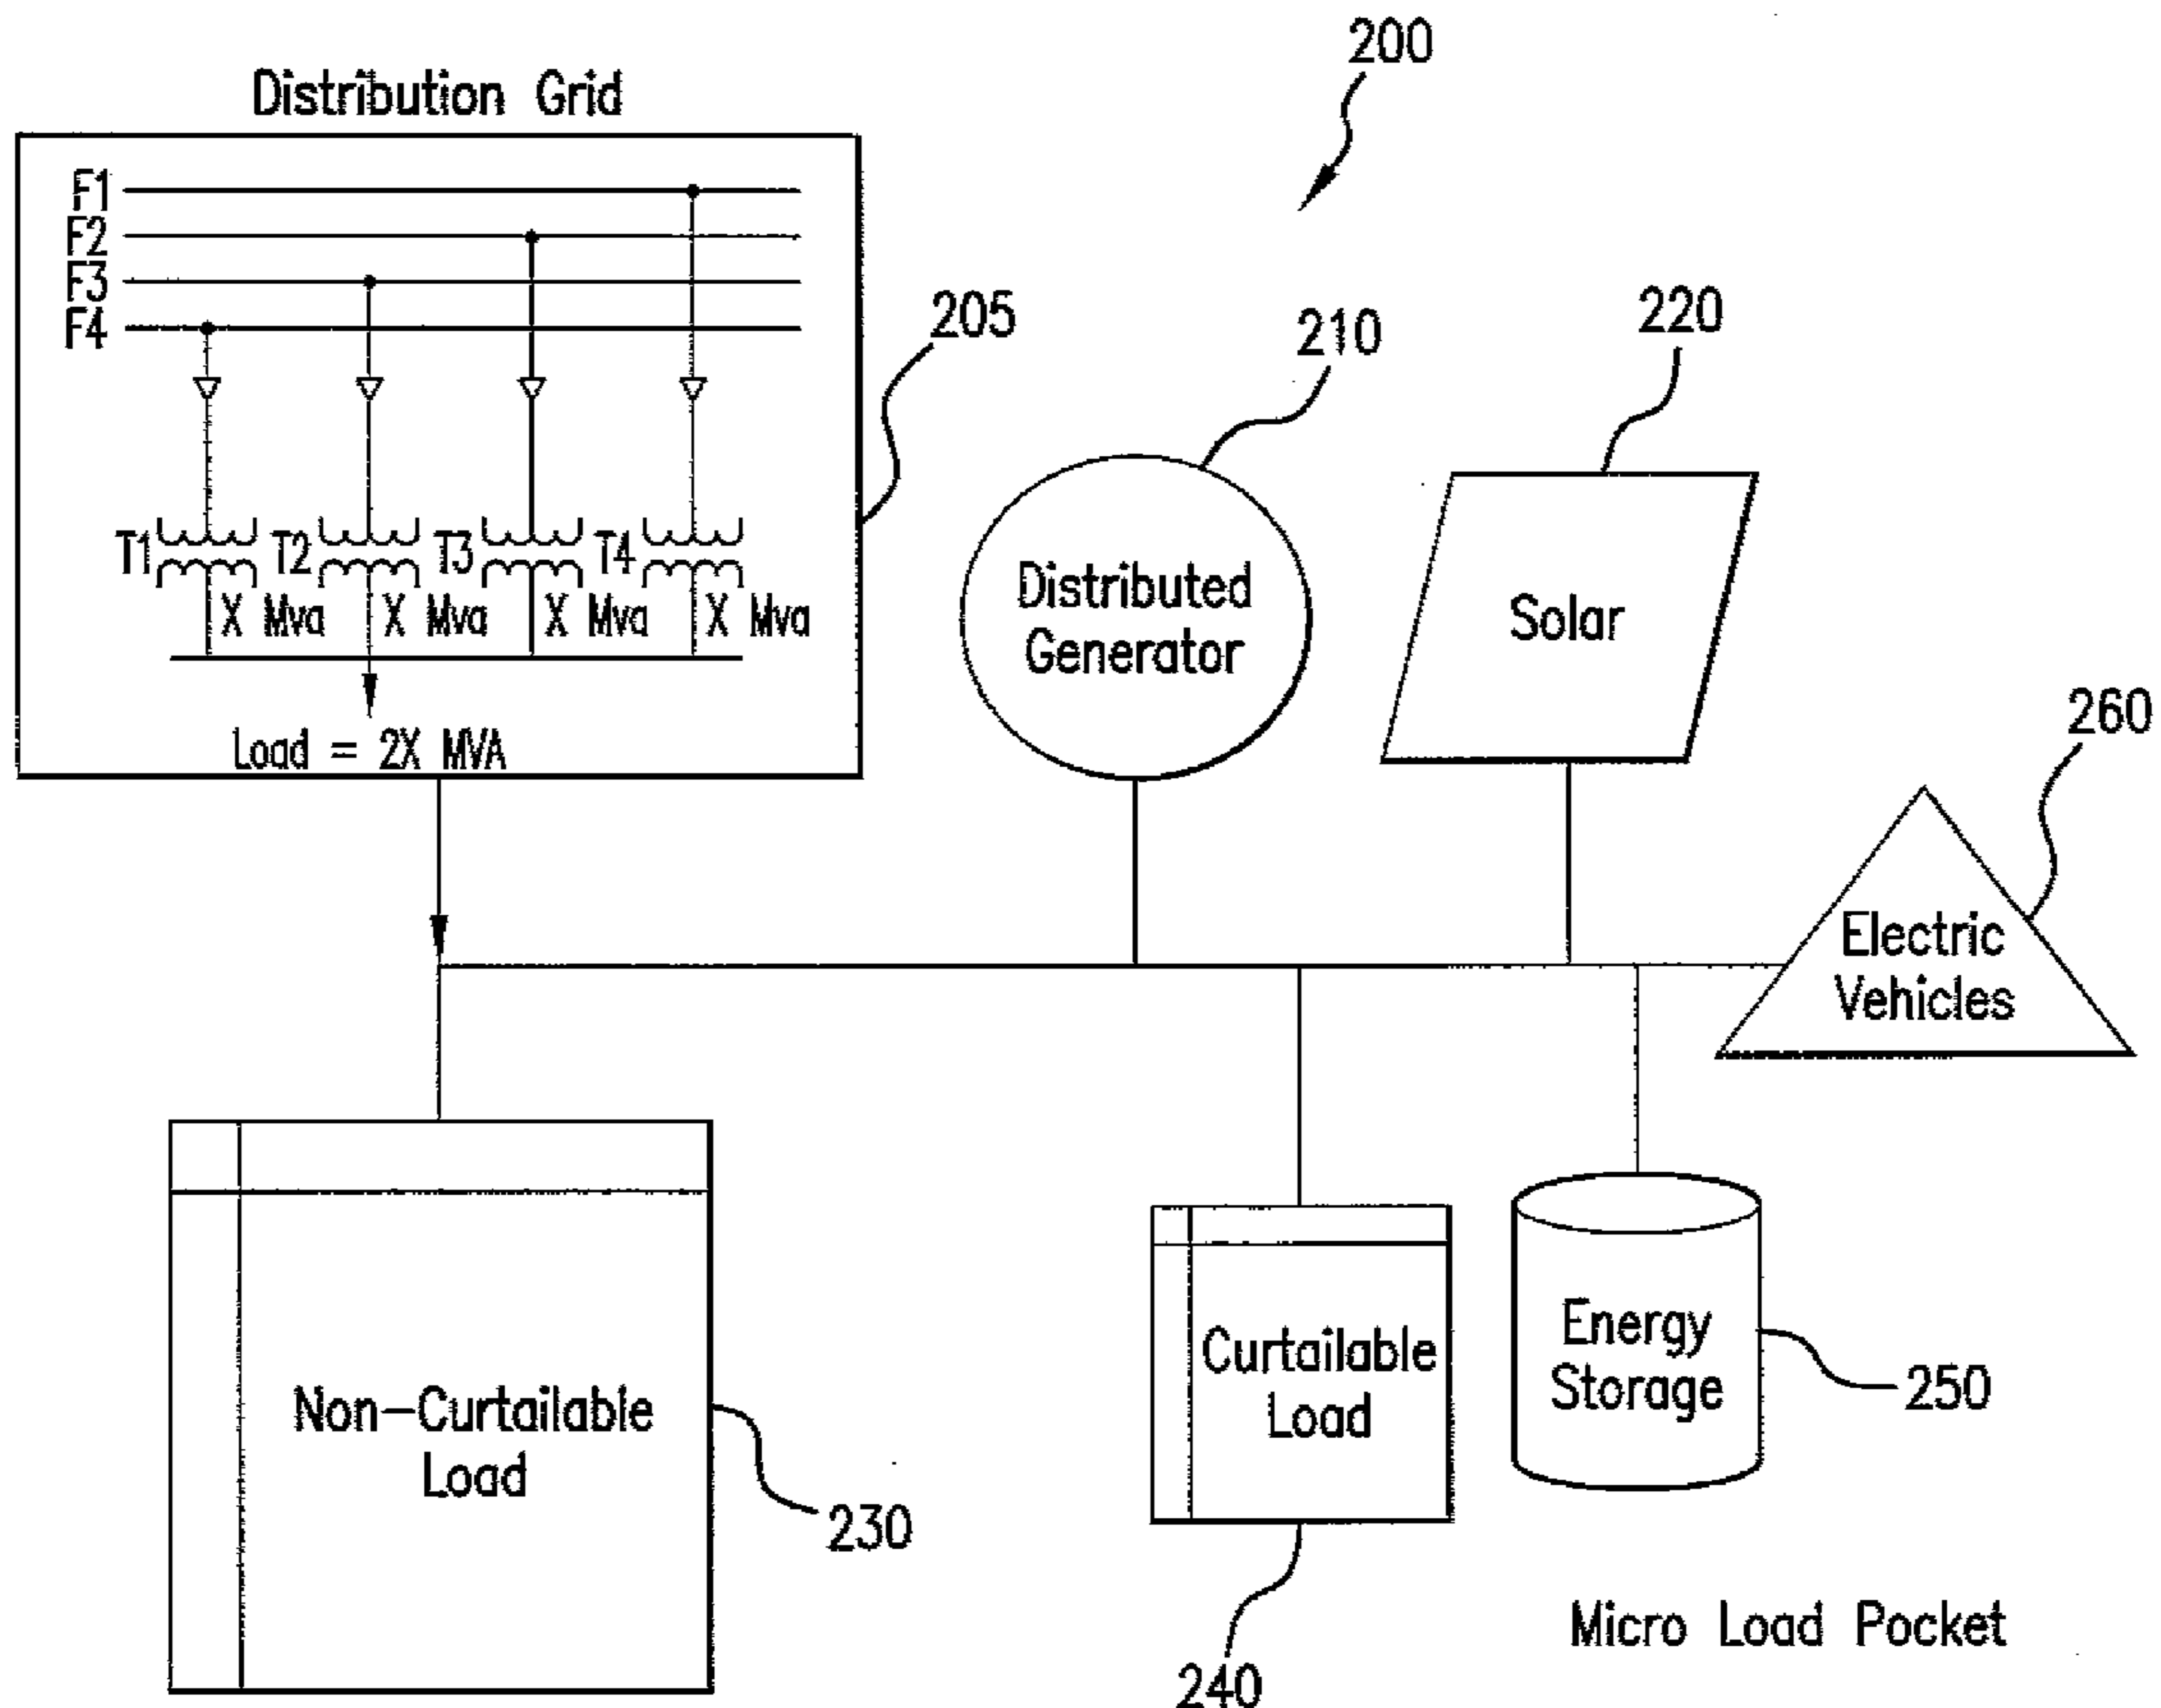 200
Distribution Grid
F1
F2
F3
F4
205
210
220
T1
T2
T3
T4
X Mva
X Mva
X Mva
X Mva
Load = 2X MVA
Distributed
Generator
Solar
260
Electric
Vehicles
Non-Curtailable
Load
230
Curtailable
Load
240
Energy
Storage
250
Micro Load Pocket